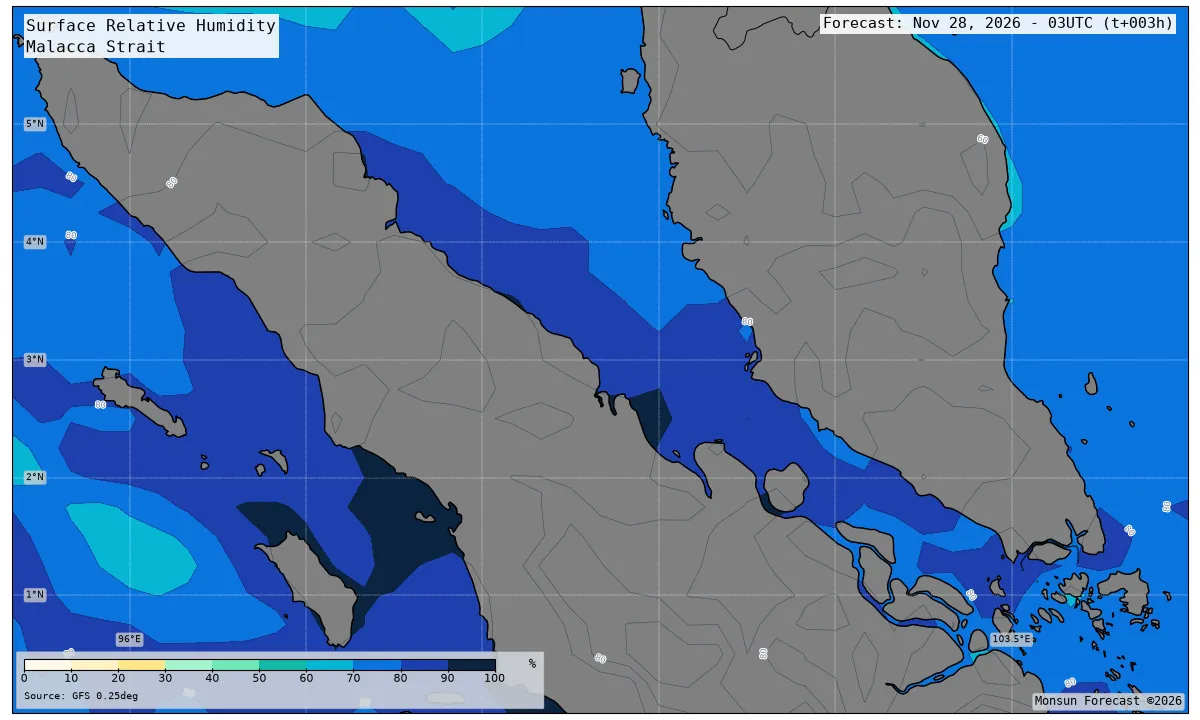 Surface Relative Humidity
Malacca Strait
Forecast: Nov 28, 2026 - 03UTC (t+003h)
5°N
60
80
80
80
4°N
80
3°N
80
2°N
80
80
80
1°N
96°E
103.5°E
80
80
80
%
0 10 20 30 40 50 60 70 80 90 100
Source: GFS 0.25deg
Monsun Forecast ©2026